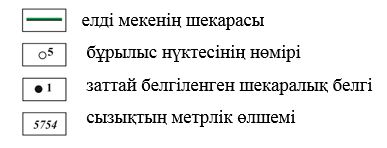 елді мекенің шекарасы
5 бұрылыс нүктесінің нөмірі
1 заттай белгіленген шекаралық белгі
5754 сызықтың метрлік өлшемі